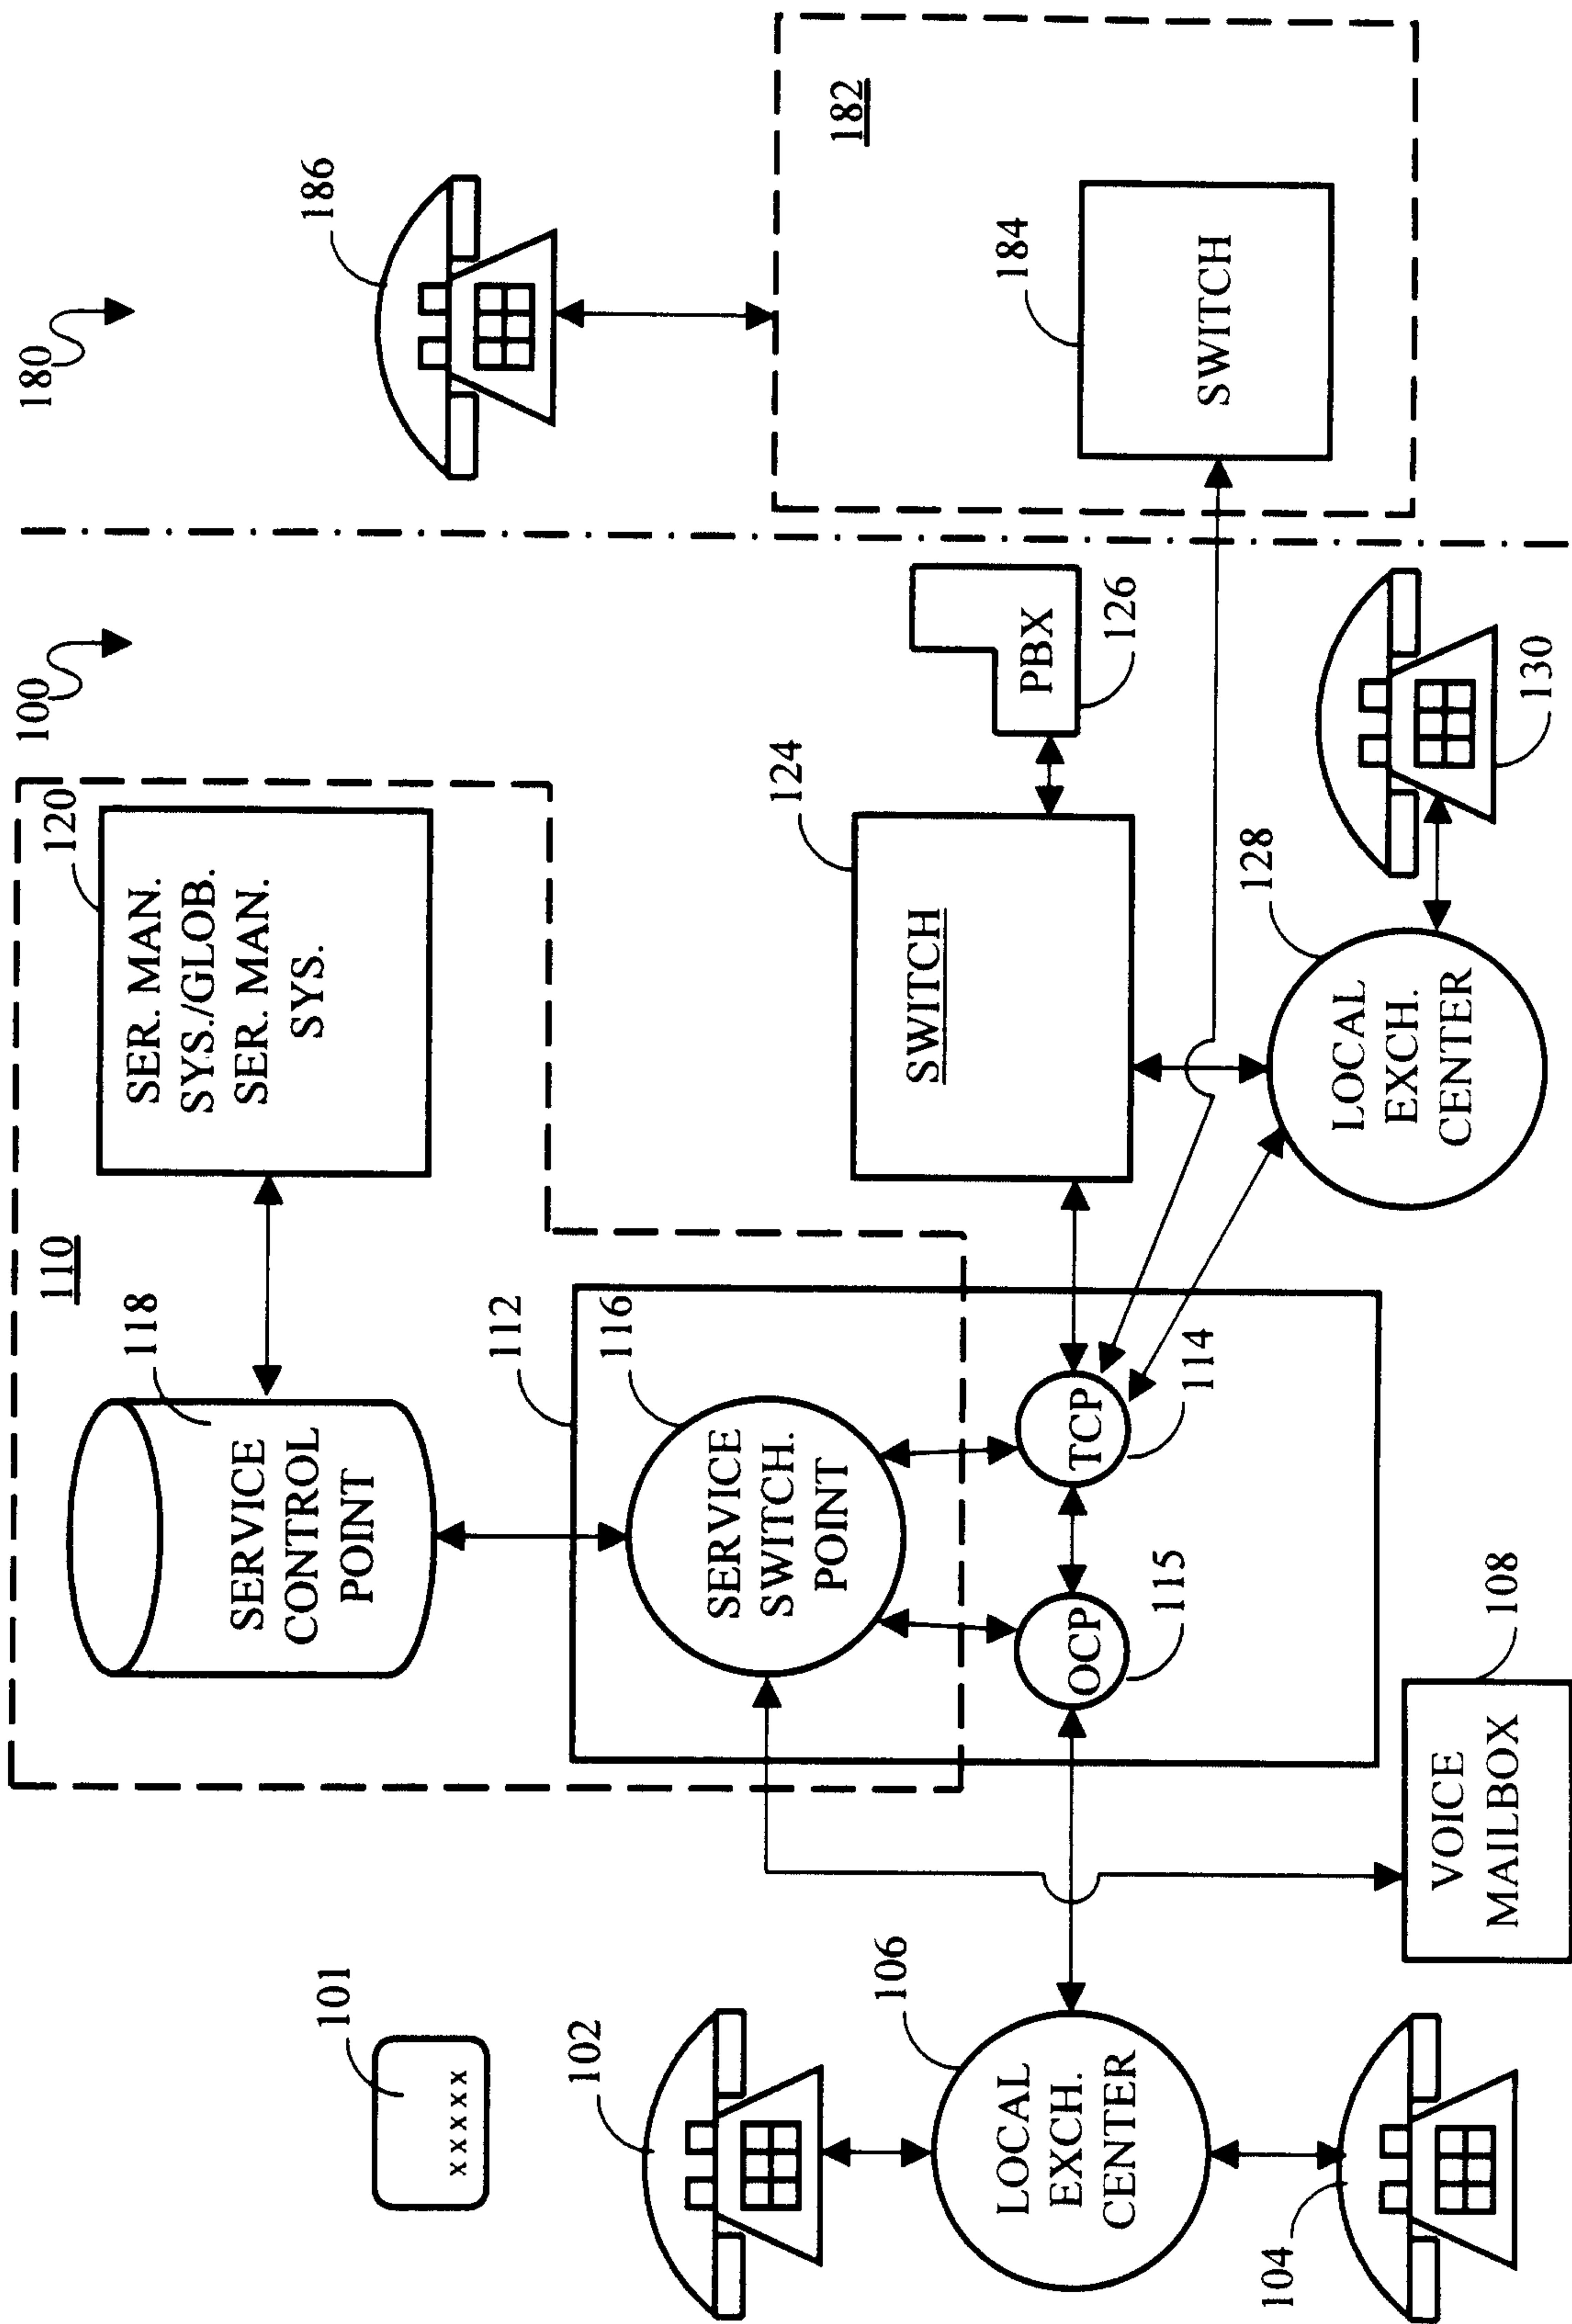 100
180
110
118
SERVICE
CONTROL
POINT
120
SER. MAN.
SYS./GLOB.
SER. MAN.
SYS.
186
101
xxxxx
112
116
SERVICE
SWITCH.
POINT
102
106
LOCAL
EXCH.
CENTER
OCP
115
TCP
114
124
SWITCH
PBX
126
182
184
SWITCH
104
VOICE
MAILBOX
108
128
LOCAL
EXCH.
CENTER
130